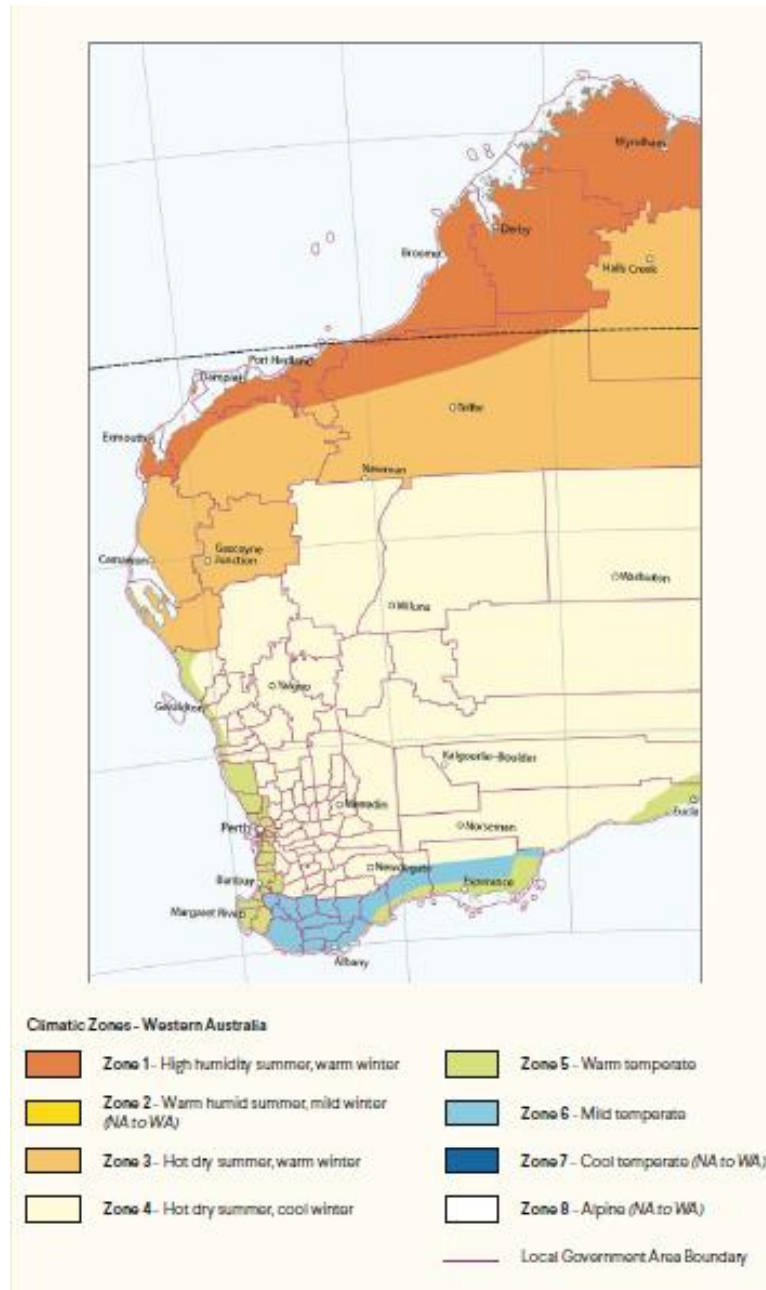 Wyndham
Derby
Broome
Halls Creek
Port Hedland
Dampier
Telfer
Exmouth
Newman
Gascoyne
Junction
Carnarvon
Warburton
Wiluna
Yalgoo
Geraldton
Kalgoorlie-Boulder
Merredin
Eucla
Perth
Norseman
Newdegate
Bunbury
Esperance
Margaret River
Albany
Climatic Zones - Western Australia
Zone 1 - High humidity summer, warm winter
Zone 2 - Warm humid summer, mild winter
(NA to WA)
Zone 3 - Hot dry summer, warm winter
Zone 4 - Hot dry summer, cool winter
Zone 5 - Warm temperate
Zone 6 - Mild temperate
Zone 7 - Cool temperate (NA to WA)
Zone 8 - Alpine (NA to WA)
Local Government Area Boundary